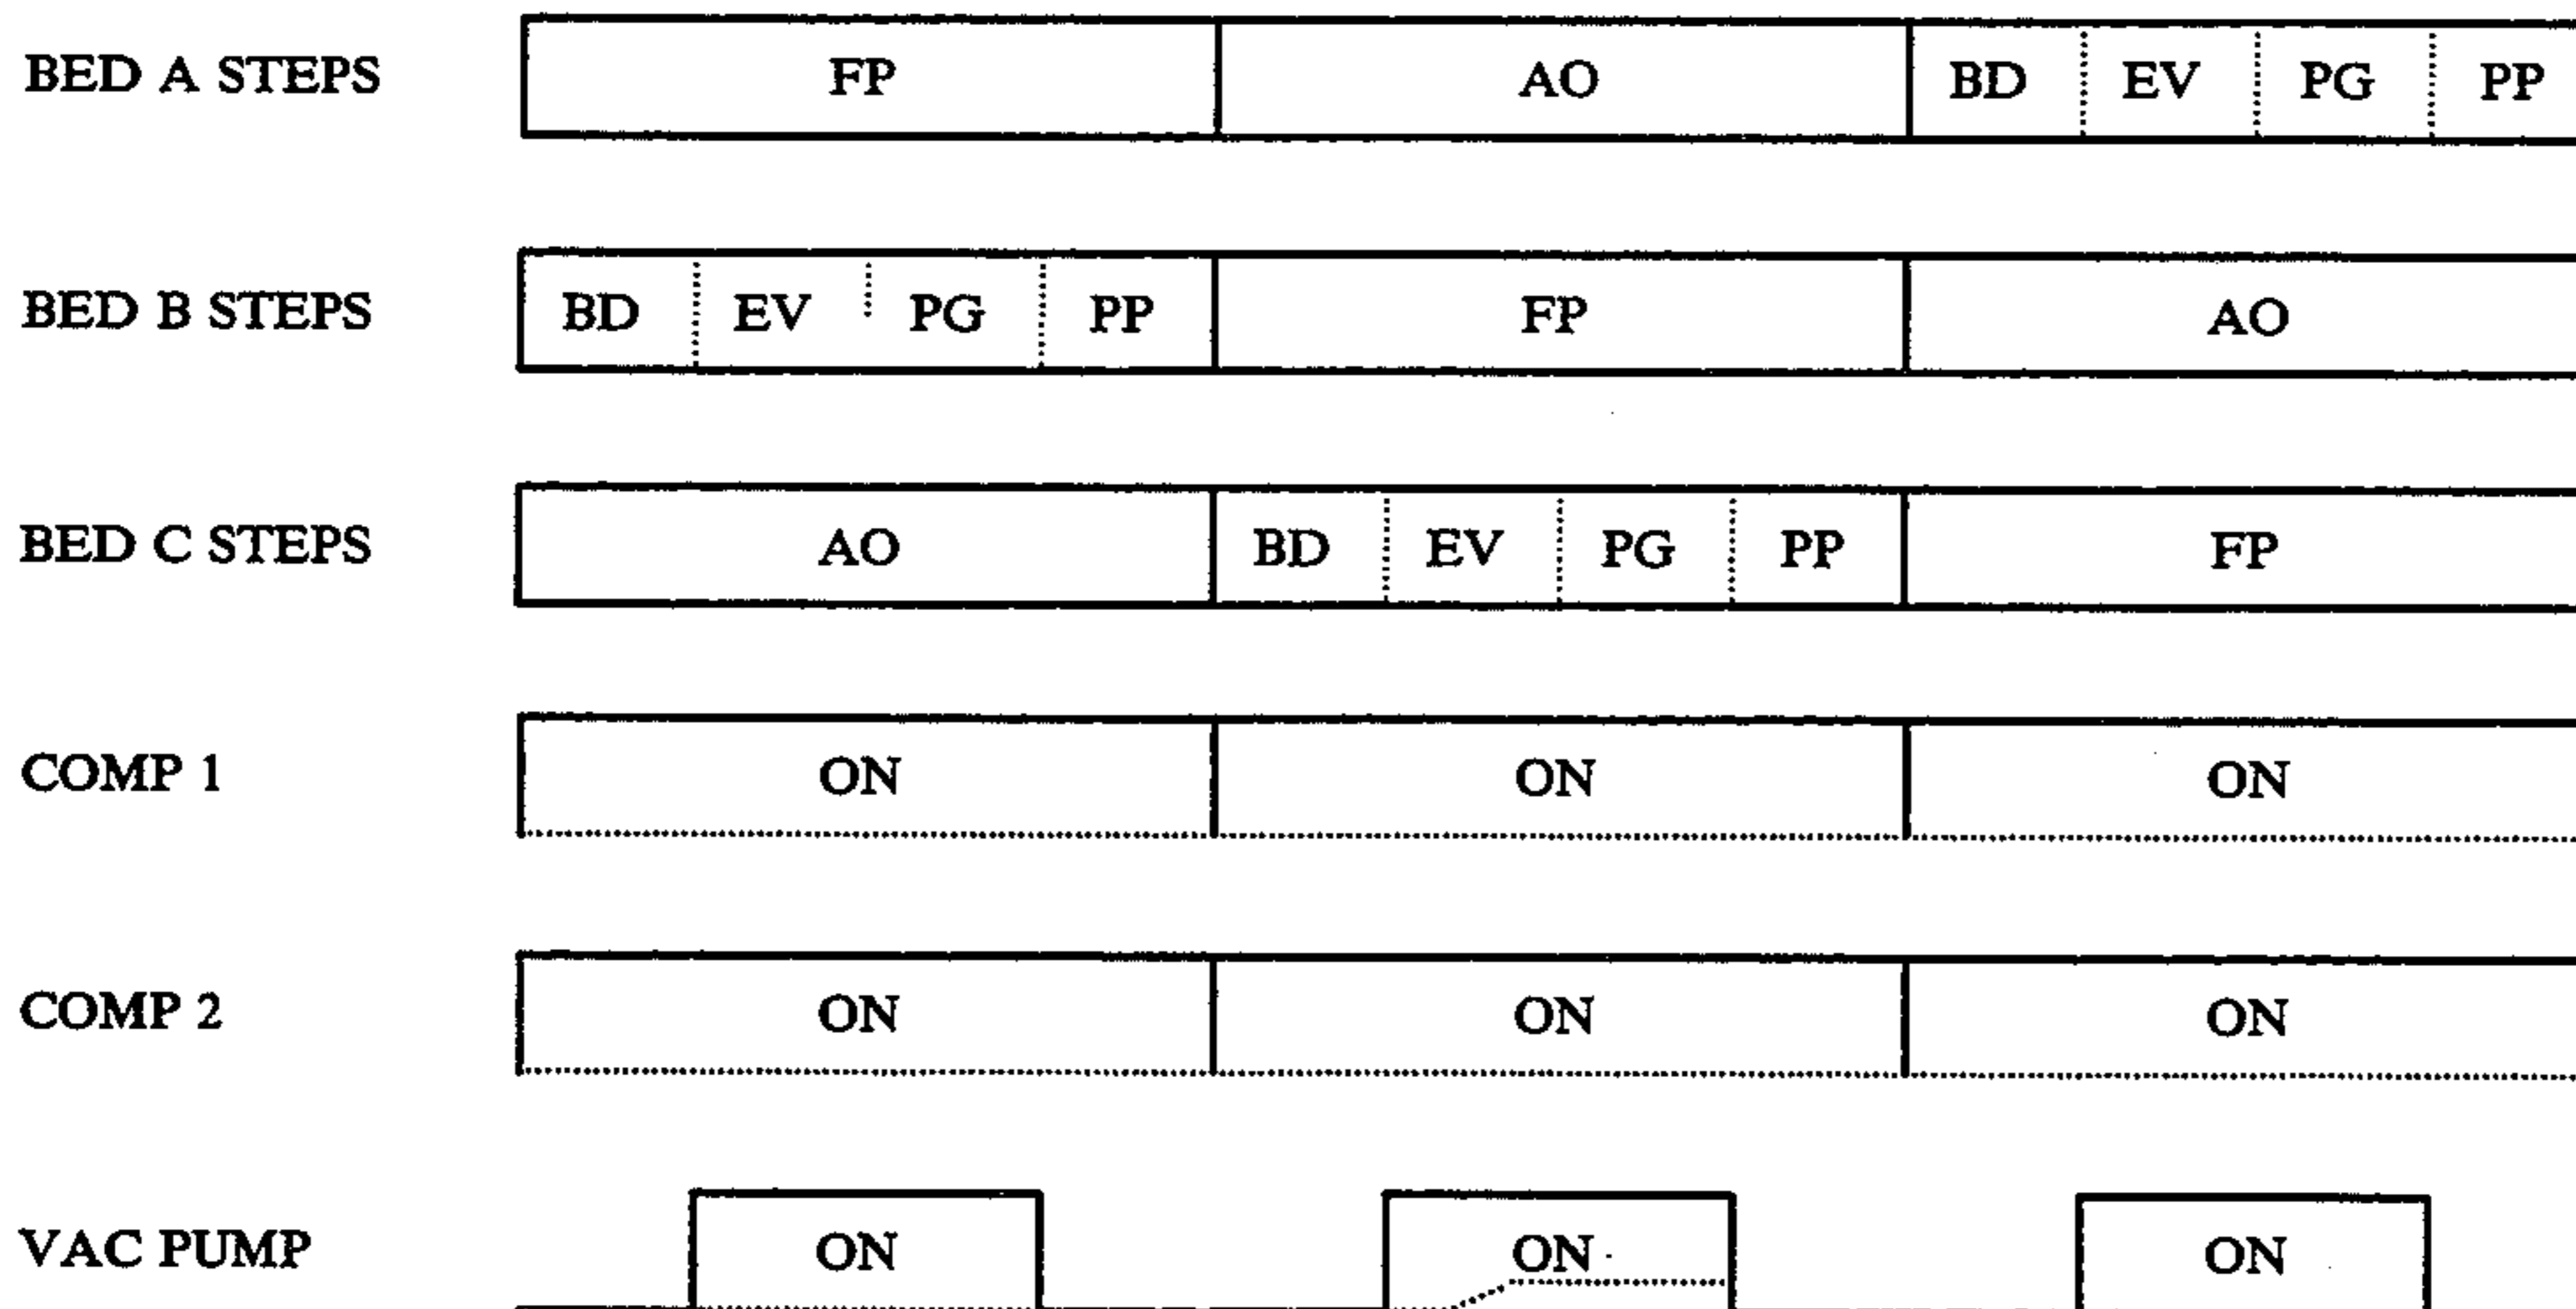 BED A STEPS FP AO BD EV PG PP
BED B STEPS BD EV PG PP FP AO
BED C STEPS AO BD EV PG PP FP
COMP 1 ON ON ON
COMP 2 ON ON ON
VAC PUMP ON ON ON